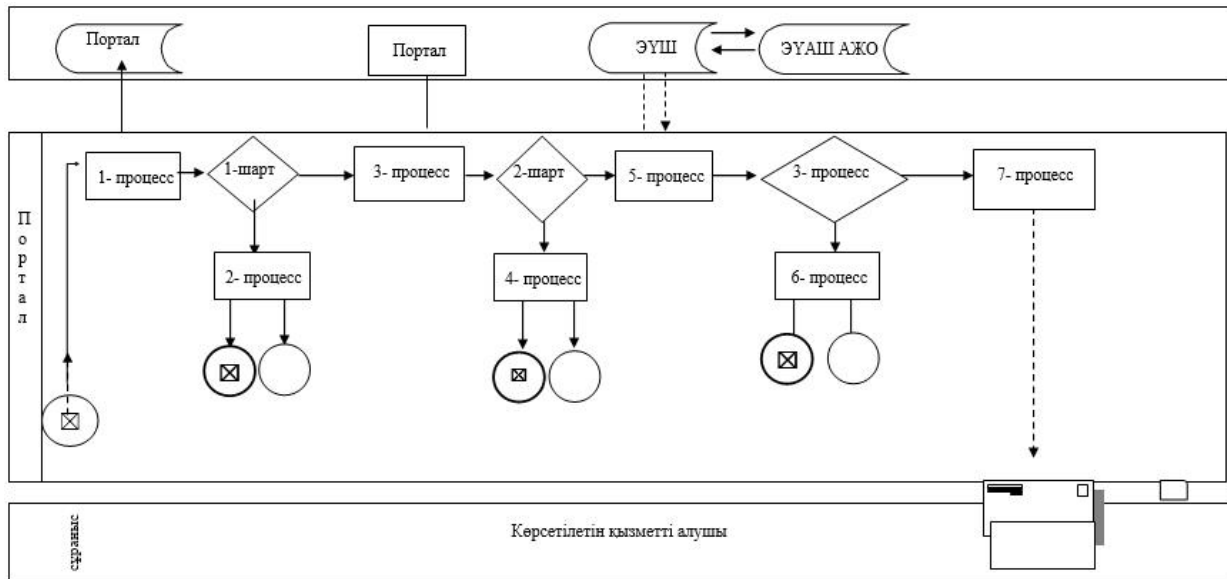 Портал
Портал
ЭҮШ
ЭҮАШ АЖО
Портал
1- процесс
1-шарт
3- процесс
2-шарт
5- процесс
3- процесс
7- процесс
2- процесс
4- процесс
6- процесс
сұраныс
Көрсетілетін қызметті алушы